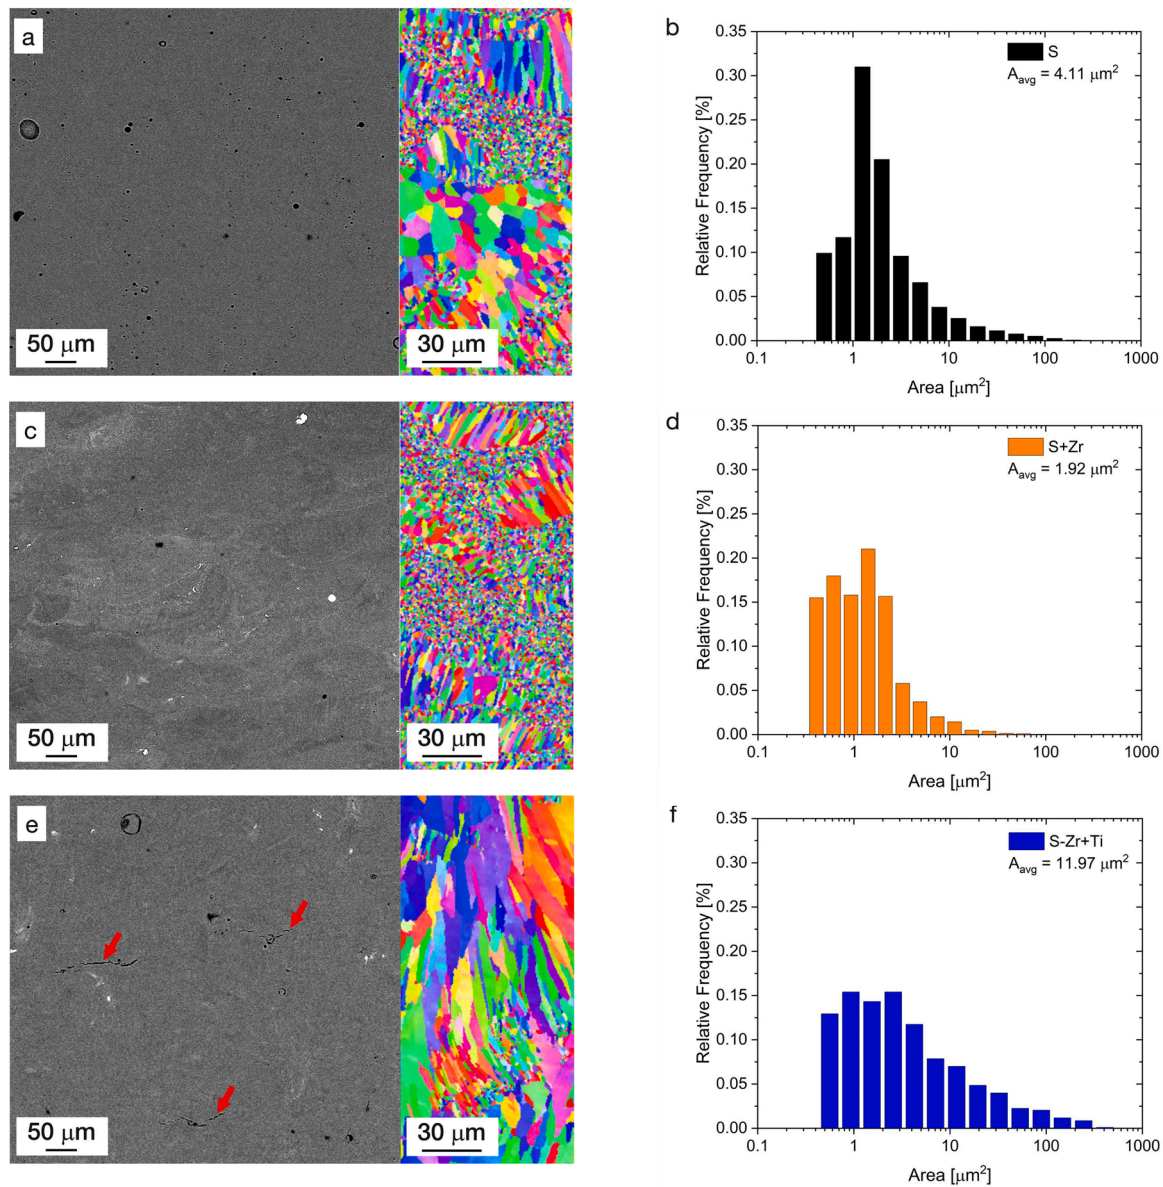 a
50 μm
30 μm
b
0.35
0.30
0.25
0.20
0.15
0.10
0.05
0.00
Relative Frequency [%]
S
Aavg = 4.11 μm²
0.1
1
10
100
1000
Area [μm²]
c
50 μm
30 μm
d
0.35
0.30
0.25
0.20
0.15
0.10
0.05
0.00
Relative Frequency [%]
S+Zr
Aavg = 1.92 μm²
0.1
1
10
100
1000
Area [μm²]
e
50 μm
30 μm
f
0.35
0.30
0.25
0.20
0.15
0.10
0.05
0.00
Relative Frequency [%]
S-Zr+Ti
Aavg = 11.97 μm²
0.1
1
10
100
1000
Area [μm²]